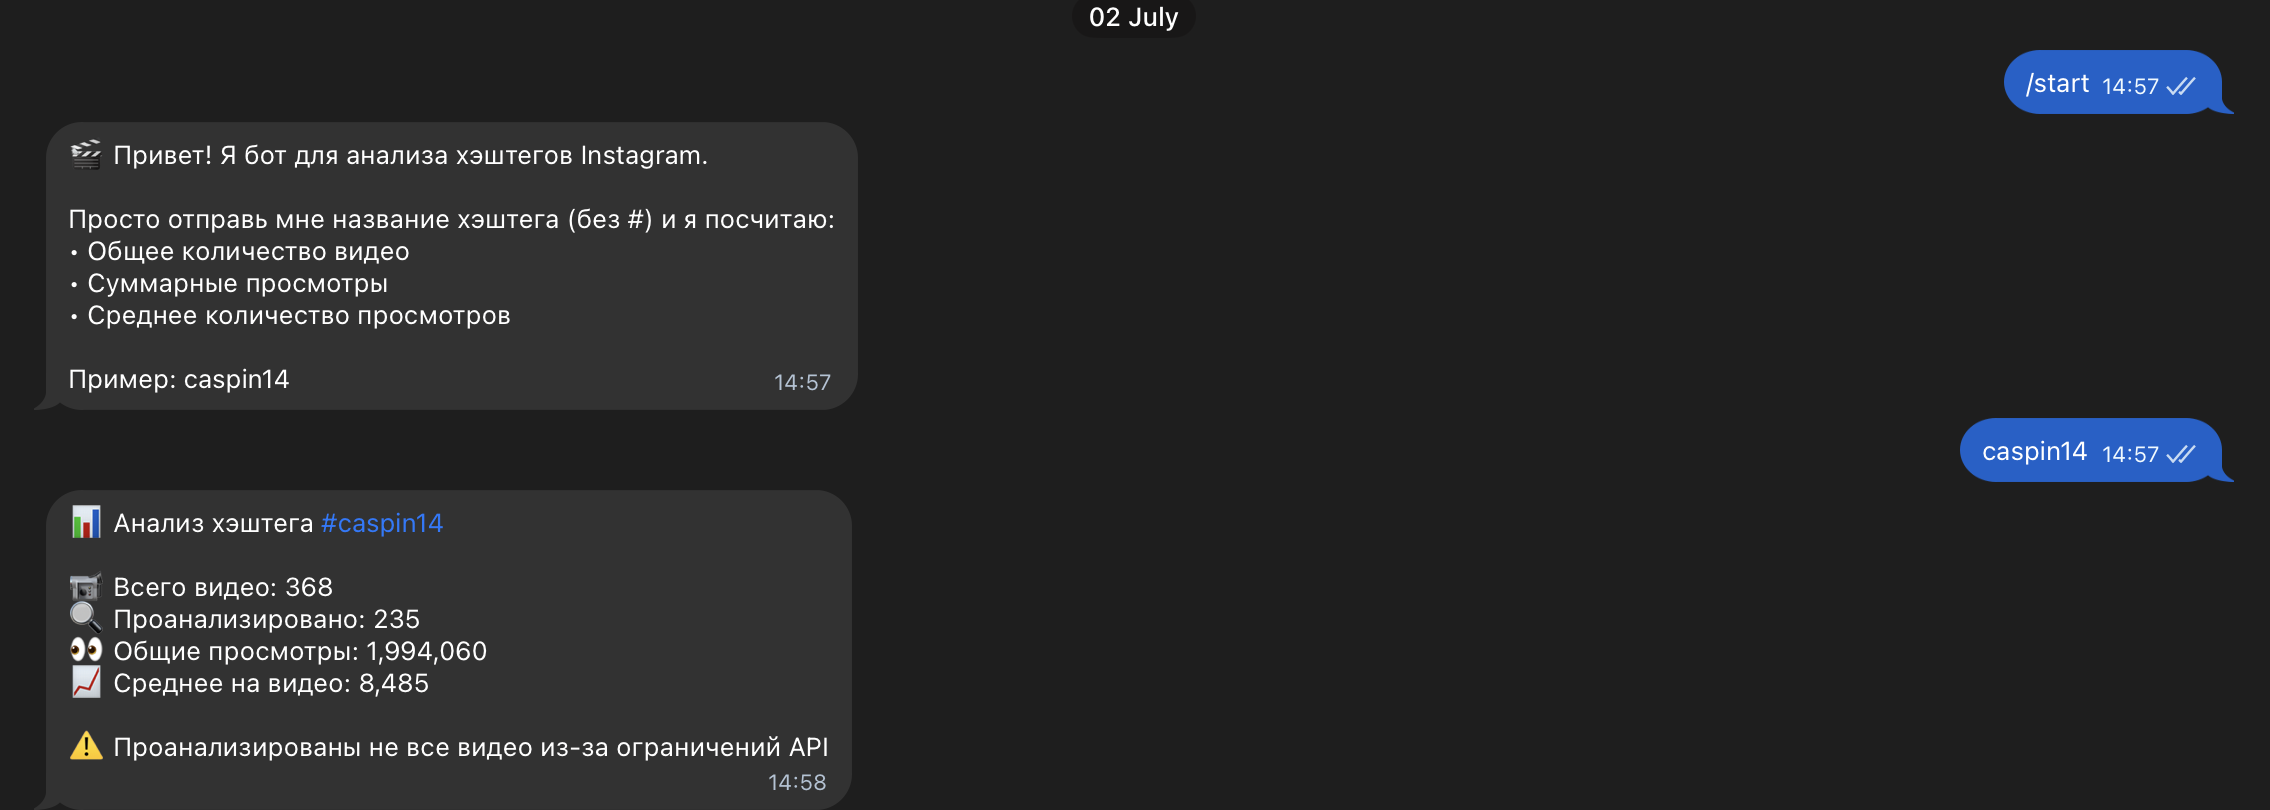 02 July
/start 14:57
🎬 Привет! Я бот для анализа хэштегов Instagram.
Просто отправь мне название хэштега (без #) и я посчитаю:
• Общее количество видео
• Суммарные просмотры
• Среднее количество просмотров
Пример: caspin14 14:57
caspin14 14:57
📊 Анализ хэштега #caspin14
📹 Всего видео: 368
🔍 Проанализировано: 235
👀 Общие просмотры: 1,994,060
📈 Среднее на видео: 8,485
⚠️ Проанализированы не все видео из-за ограничений API
14:58